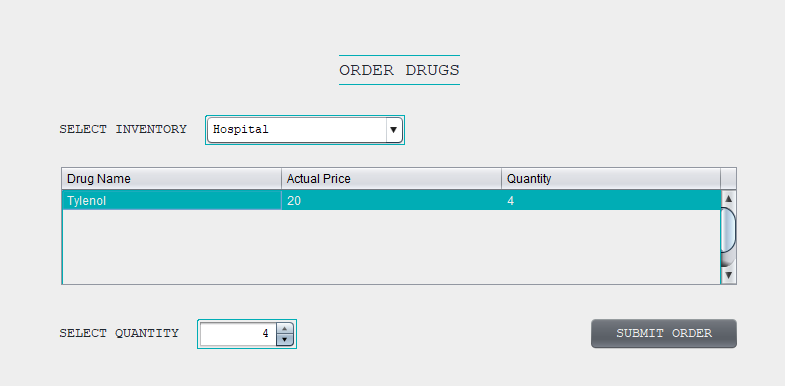 ORDER DRUGS
SELECT INVENTORY Hospital
Drug Name Actual Price Quantity
Tylenol 20 4
SELECT QUANTITY 4 SUBMIT ORDER